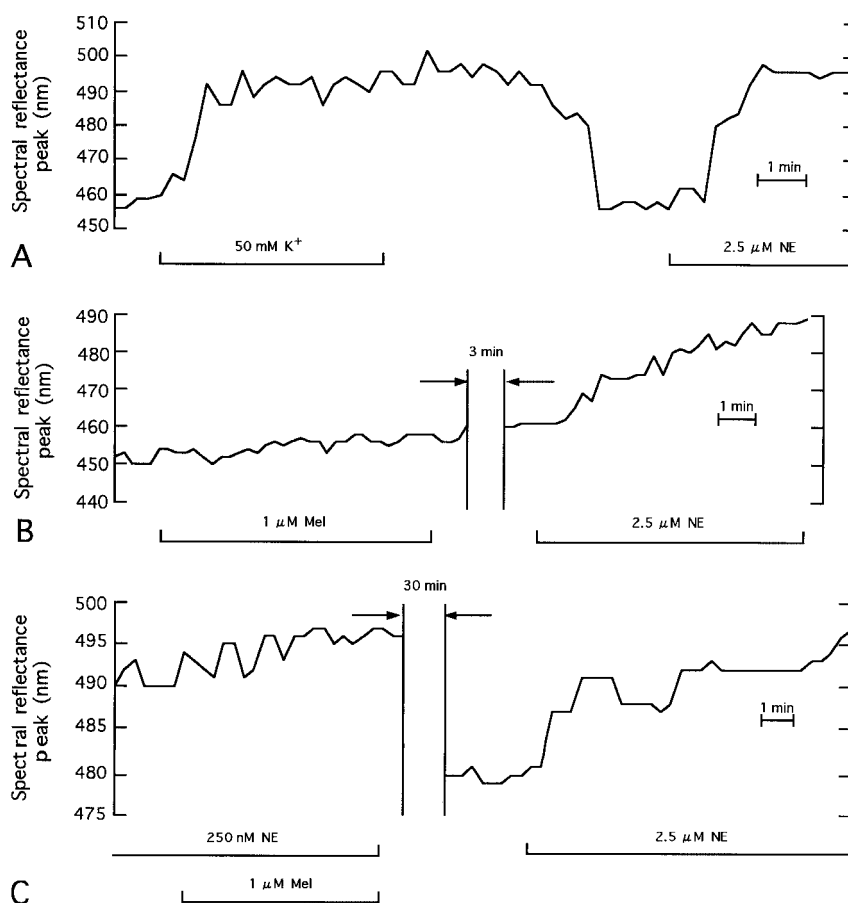 510
500
490
480
470
460
450
Spectral reflectance
peak (nm)
1 min
A
50 mM K+
2.5 μM NE
490
480
470
460
450
440
Spectral reflectance
peak (nm)
3 min
1 min
B
1 μM Mel
2.5 μM NE
30 min
500
495
490
485
480
475
Spectral reflectance
peak (nm)
1 min
250 nM NE
2.5 μM NE
C
1 μM Mel